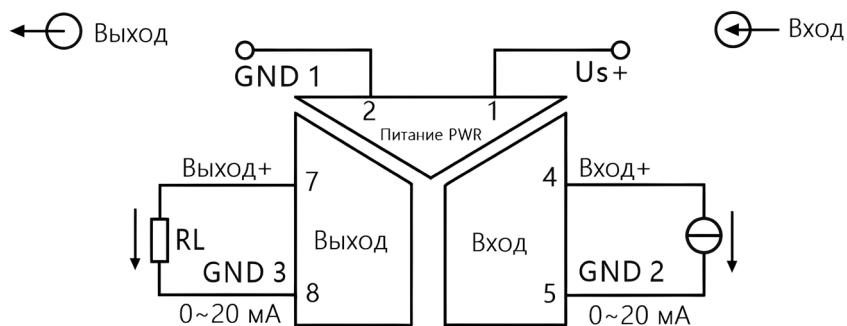 Выход
Вход
GND 1
Us+
2
1
Питание PWR
Выход+
7
4
Вход+
RL
Выход
Вход
GND 3
8
5
GND 2
0~20 мА
0~20 мА